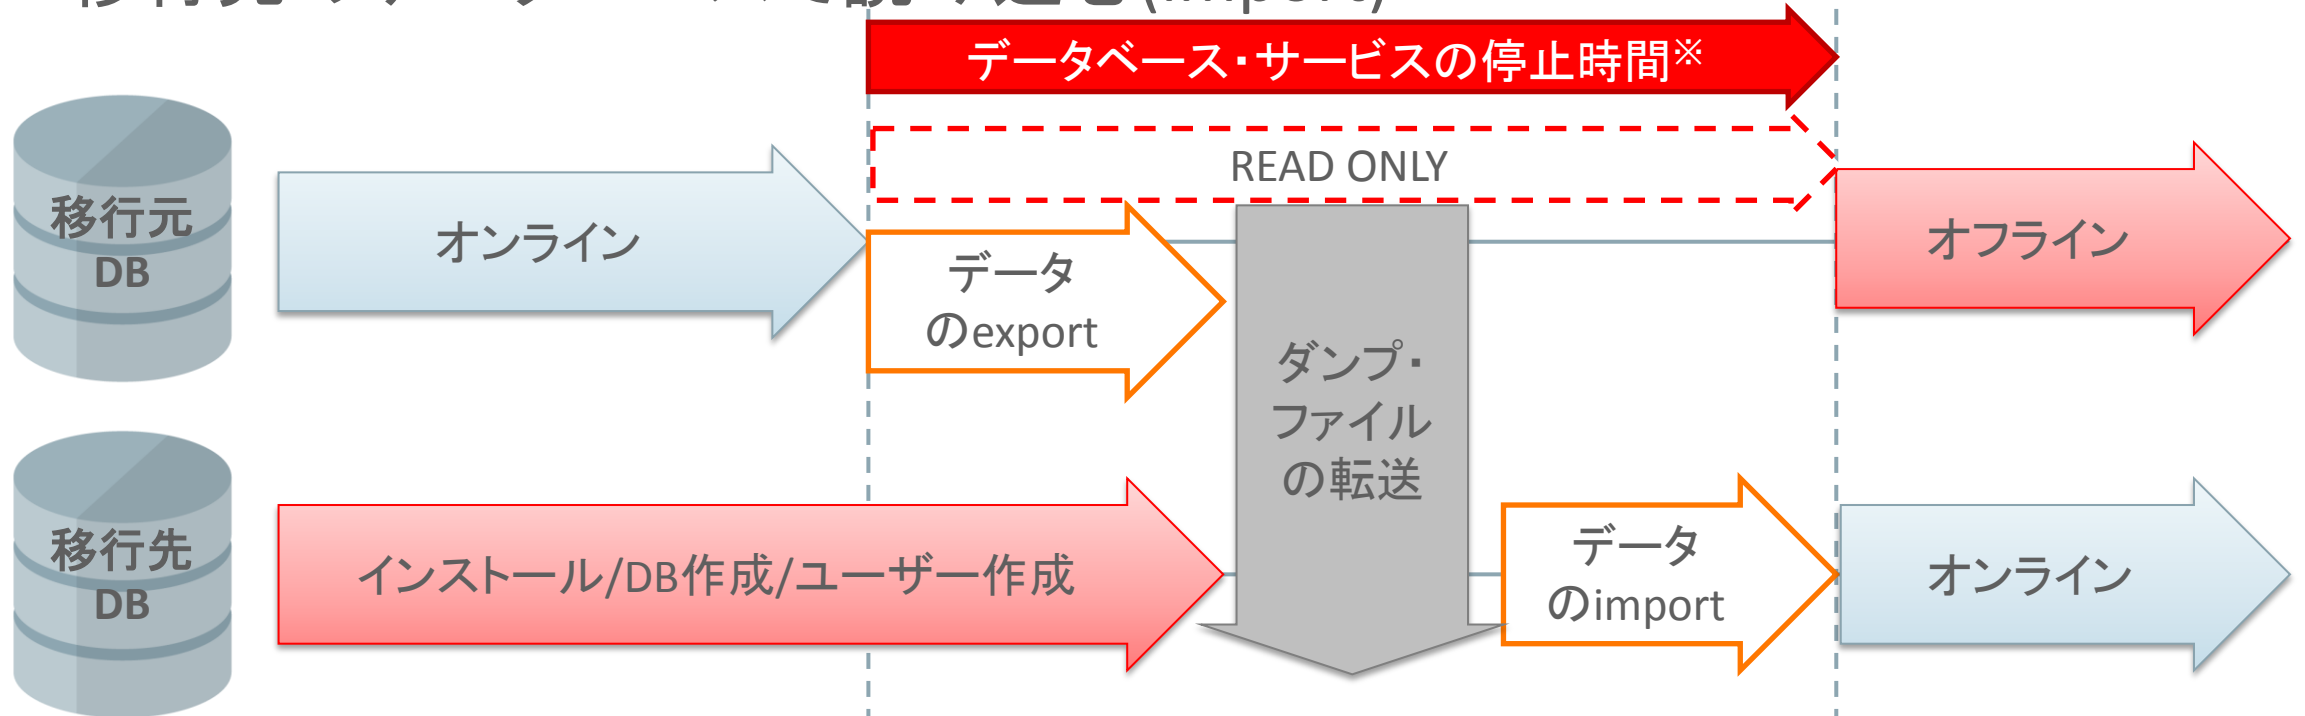 (import)
データベース・サービスの停止時間※
READ ONLY
移行元
DB
オンライン
データ
のexport
オフライン
ダンプ・
ファイル
の転送
移行先
DB
インストール/DB作成/ユーザー作成
データ
のimport
オンライン